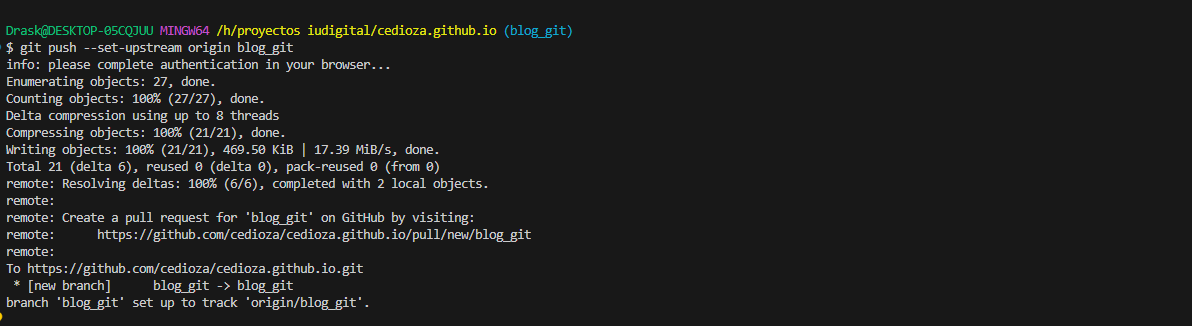 Drask@DESKTOP-05CQJUU MINGW64 /h/proyectos iudigital/cedioza.github.io (blog_git)
$ git push --set-upstream origin blog_git
info: please complete authentication in your browser...
Enumerating objects: 27, done.
Counting objects: 100% (27/27), done.
Delta compression using up to 8 threads
Compressing objects: 100% (21/21), done.
Writing objects: 100% (21/21), 469.50 KiB | 17.39 MiB/s, done.
Total 21 (delta 6), reused 0 (delta 0), pack-reused 0 (from 0)
remote: Resolving deltas: 100% (6/6), completed with 2 local objects.
remote:
remote: Create a pull request for 'blog_git' on GitHub by visiting:
remote:      https://github.com/cedioza/cedioza.github.io/pull/new/blog_git
remote:
To https://github.com/cedioza/cedioza.github.io.git
 * [new branch]      blog_git -> blog_git
branch 'blog_git' set up to track 'origin/blog_git'.